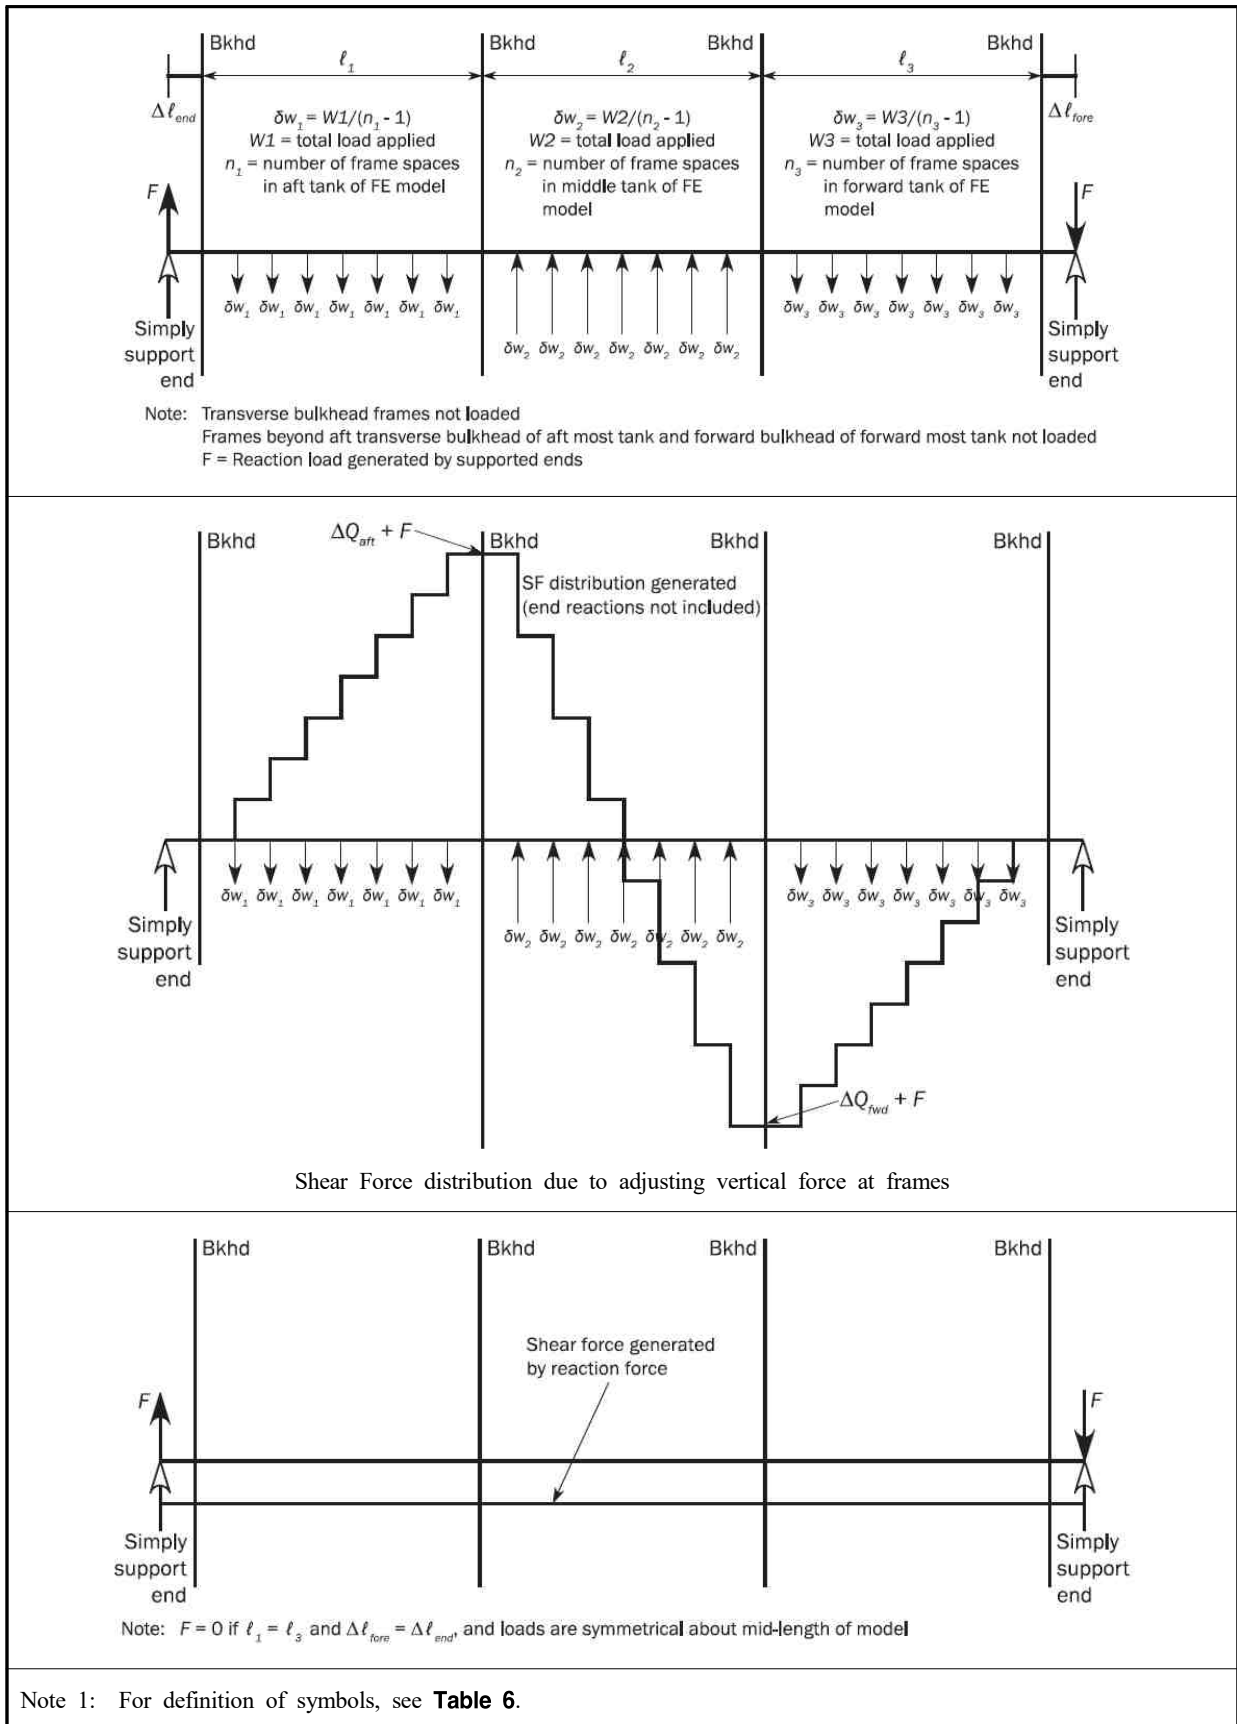 Bkhd Bkhd Bkhd Bkhd
ℓ₁ ℓ₂ ℓ₃
Δℓ_end Δℓ_fore
δw₁ = W1/(n₁ - 1)
W1 = total load applied
n₁ = number of frame spaces
in aft tank of FE model
δw₂ = W2/(n₂ - 1)
W2 = total load applied
n₂ = number of frame spaces
in middle tank of FE
model
δw₃ = W3/(n₃ - 1)
W3 = total load applied
n₃ = number of frame spaces
in forward tank of FE
model
F F
δw₁ δw₁ δw₁ δw₁ δw₁ δw₁ δw₁
δw₂ δw₂ δw₂ δw₂ δw₂ δw₂ δw₂
δw₃ δw₃ δw₃ δw₃ δw₃ δw₃ δw₃
Simply
support
end
Simply
support
end
Note: Transverse bulkhead frames not loaded
Frames beyond aft transverse bulkhead of aft most tank and forward bulkhead of forward most tank not loaded
F = Reaction load generated by supported ends
Bkhd Bkhd Bkhd Bkhd
ΔQ_aft + F
SF distribution generated
(end reactions not included)
δw₁ δw₁ δw₁ δw₁ δw₁ δw₁ δw₁
δw₂ δw₂ δw₂ δw₂ δw₂ δw₂ δw₂
δw₃ δw₃ δw₃ δw₃ δw₃ δw₃ δw₃
Simply
support
end
Simply
support
end
ΔQ_fwd + F
Shear Force distribution due to adjusting vertical force at frames
Bkhd Bkhd Bkhd Bkhd
Shear force generated
by reaction force
F F
Simply
support
end
Simply
support
end
Note: F = 0 if ℓ₁ = ℓ₃ and Δℓ_fore = Δℓ_end, and loads are symmetrical about mid-length of model
Note 1: For definition of symbols, see Table 6.